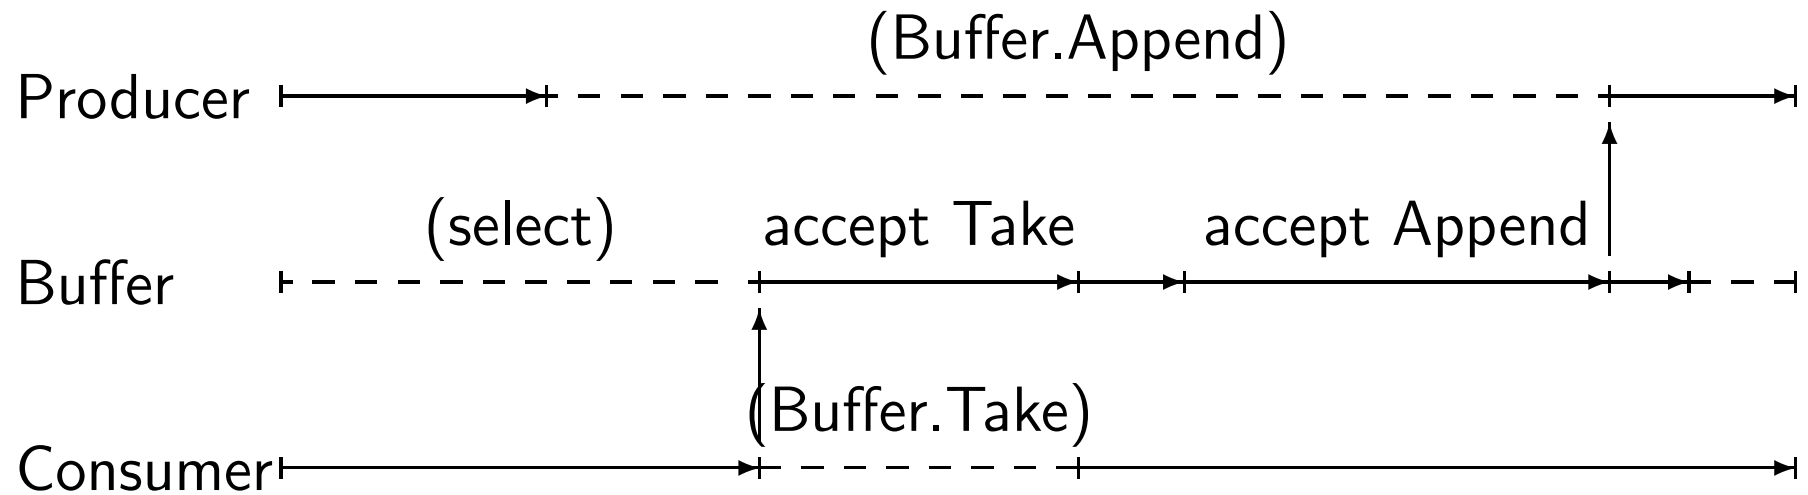 (Buffer.Append)
Producer
(select) accept Take accept Append
Buffer
(Buffer.Take)
Consumer